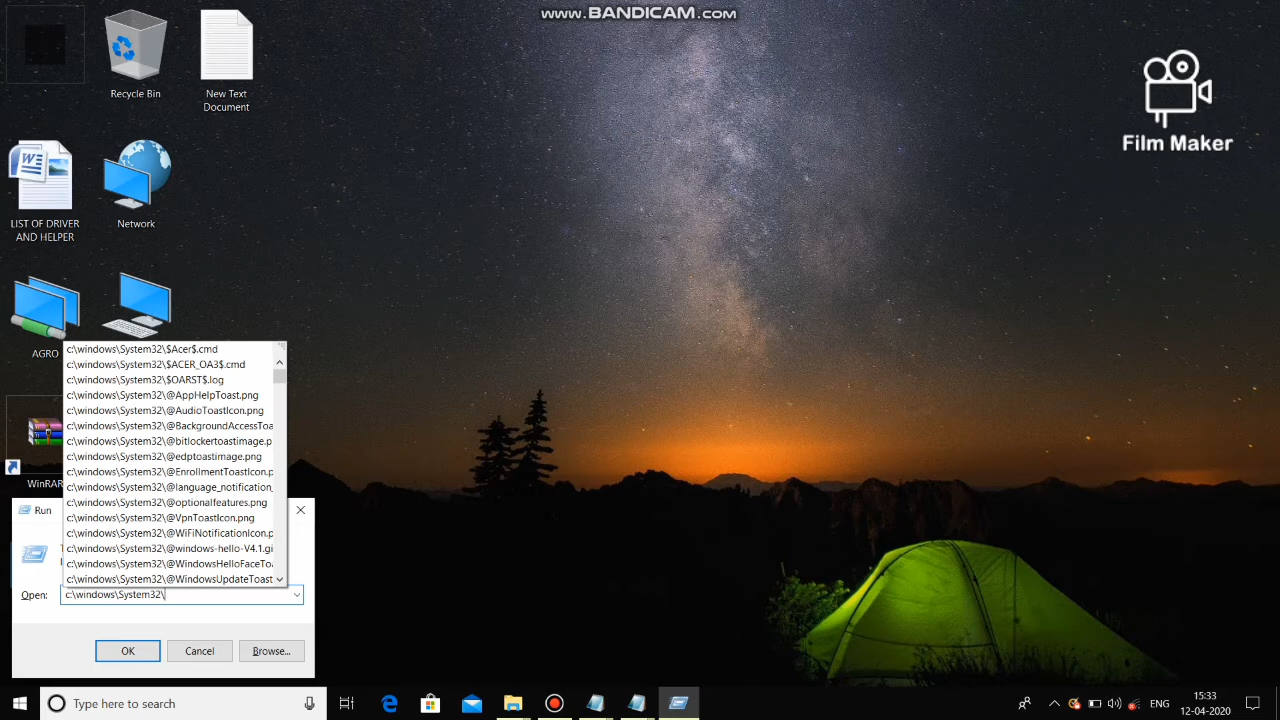 www.BANDICAM.com
Film Maker
Recycle Bin
New Text
Document
LIST OF DRIVER
AND HELPER
Network
AGRO
WinRAR
c:\windows\System32\$Acer$.cmd
c:\windows\System32\$ACER_OA3$.cmd
c:\windows\System32\$OARST$.log
c:\windows\System32\@AppHelpToast.png
c:\windows\System32\@AudioToastIcon.png
c:\windows\System32\@BackgroundAccessToa
c:\windows\System32\@bitlockertoastimage.p
c:\windows\System32\@edptoastimage.png
c:\windows\System32\@EnrollmentToastIcon.p
c:\windows\System32\@language_notification_
c:\windows\System32\@optionalfeatures.png
c:\windows\System32\@VpnToastIcon.png
c:\windows\System32\@WiFiNotificationIcon.p
c:\windows\System32\@windows-hello-V4.1.gi
c:\windows\System32\@WindowsHelloFaceTo
c:\windows\System32\@WindowsUpdateToast
Run
Open:
c:\windows\System32\
OK
Cancel
Browse...
Type here to search
ENG
15:33
12-04-2020